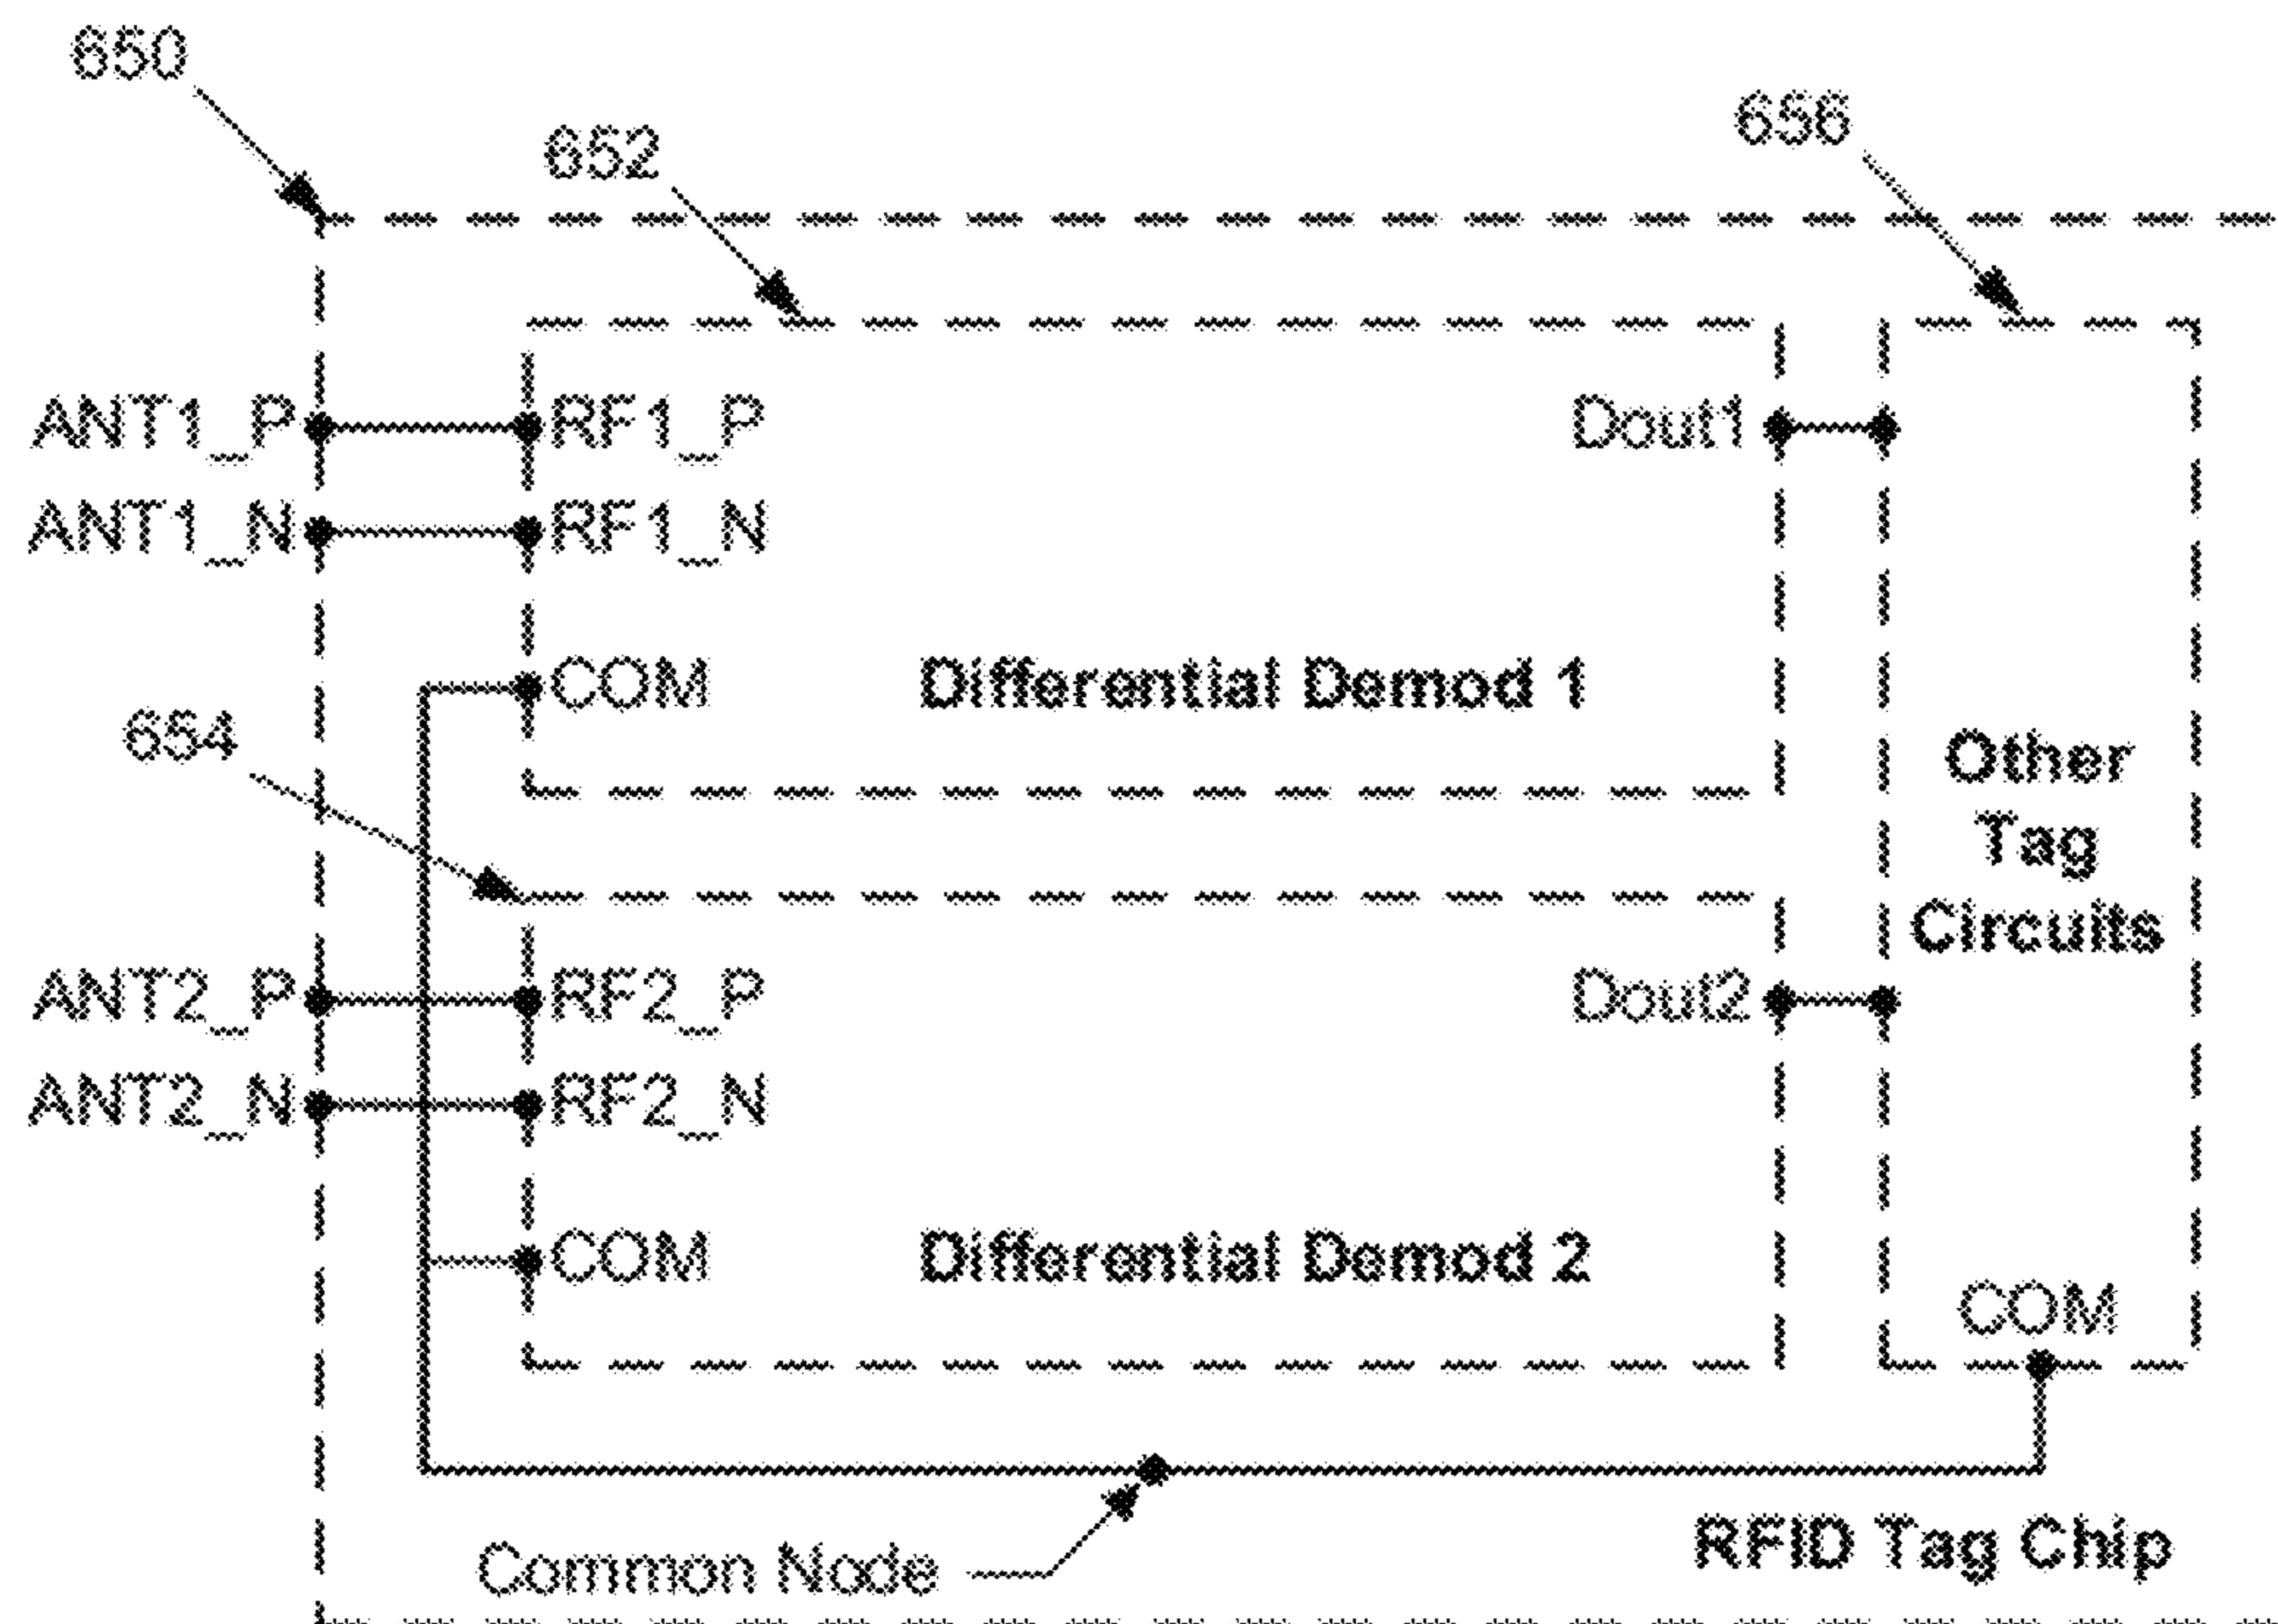 650
652
656
ANT1_P
RF1_P
Dout1
ANT1_N
RF1_N
COM
Differential Demod 1
654
Other
Tag
Circuits
ANT2_P
RF2_P
Dout2
ANT2_N
RF2_N
COM
Differential Demod 2
COM
Common Node
RFID Tag Chip